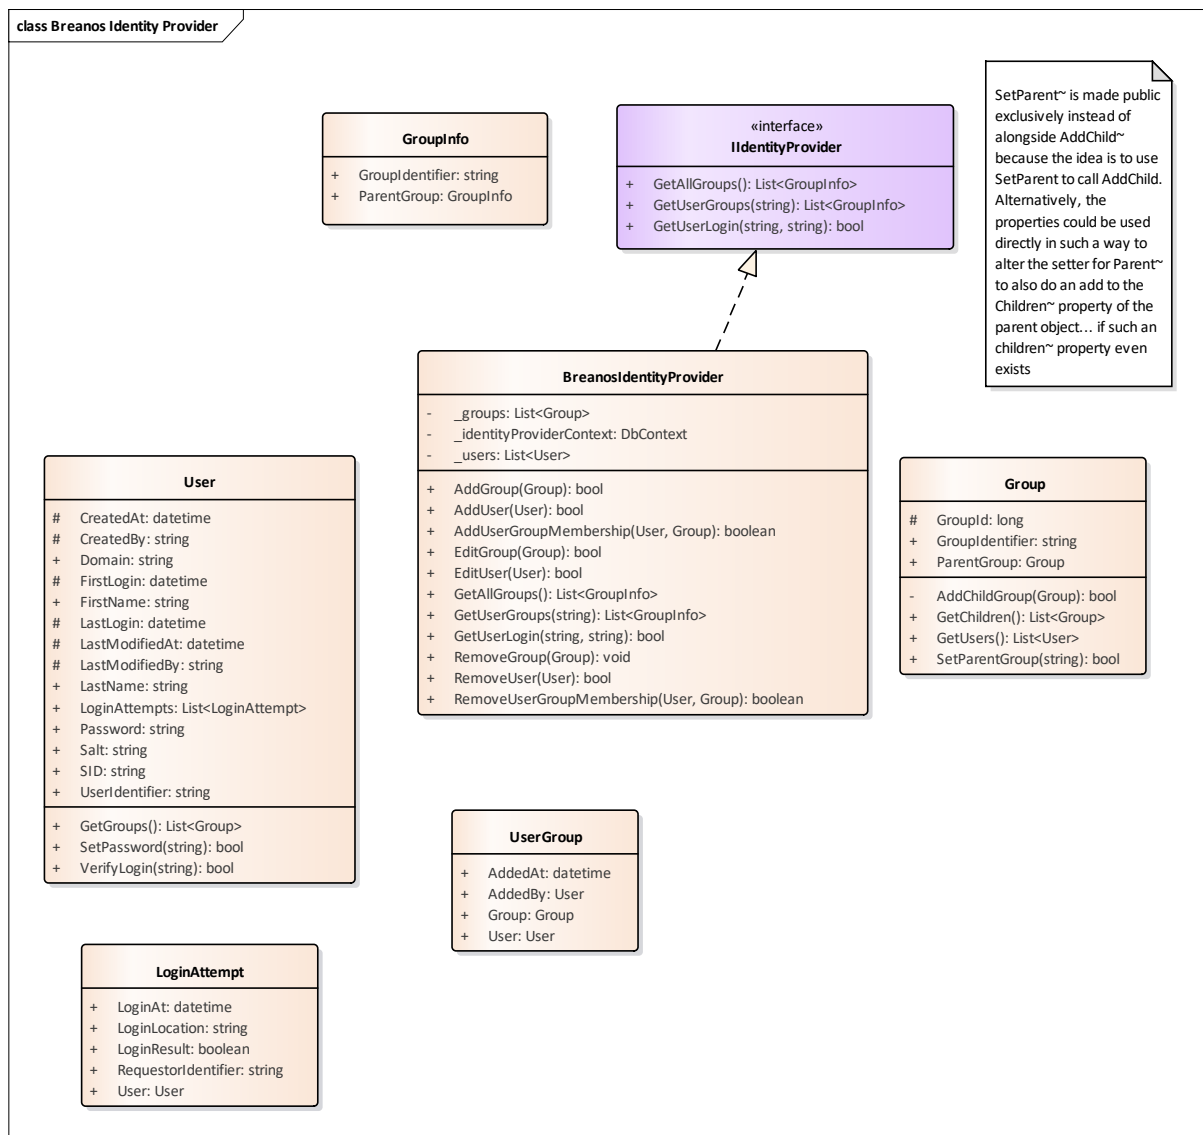 class Breanos Identity Provider
GroupInfo
+ GroupIdentifier: string
+ ParentGroup: GroupInfo
«interface»
IIdentityProvider
+ GetAllGroups(): List<GroupInfo>
+ GetUserGroups(string): List<GroupInfo>
+ GetUserLogin(string, string): bool
SetParent~ is made public
exclusively instead of
alongside AddChild~
because the idea is to use
SetParent to call AddChild.
Alternatively, the
properties could be used
directly in such a way to
alter the setter for Parent~
to also do an add to the
Children~ property of the
parent object... if such an
children~ property even
exists
BreanosIdentityProvider
- _groups: List<Group>
- _identityProviderContext: DbContext
- _users: List<User>
+ AddGroup(Group): bool
+ AddUser(User): bool
+ AddUserGroupMembership(User, Group): boolean
+ EditGroup(Group): bool
+ EditUser(User): bool
+ GetAllGroups(): List<GroupInfo>
+ GetUserGroups(string): List<GroupInfo>
+ GetUserLogin(string, string): bool
+ RemoveGroup(Group): void
+ RemoveUser(User): bool
+ RemoveUserGroupMembership(User, Group): boolean
User
# CreatedAt: datetime
# CreatedBy: string
+ Domain: string
# FirstLogin: datetime
+ FirstName: string
# LastLogin: datetime
# LastModifiedAt: datetime
# LastModifiedBy: string
+ LastName: string
+ LoginAttempts: List<LoginAttempt>
+ Password: string
+ Salt: string
+ SID: string
+ UserIdentifier: string
+ GetGroups(): List<Group>
+ SetPassword(string): bool
+ VerifyLogin(string): bool
Group
# GroupId: long
+ GroupIdentifier: string
+ ParentGroup: Group
- AddChildGroup(Group): bool
+ GetChildren(): List<Group>
+ GetUsers(): List<User>
+ SetParentGroup(string): bool
UserGroup
+ AddedAt: datetime
+ AddedBy: User
+ Group: Group
+ User: User
LoginAttempt
+ LoginAt: datetime
+ LoginLocation: string
+ LoginResult: boolean
+ RequestorIdentifier: string
+ User: User